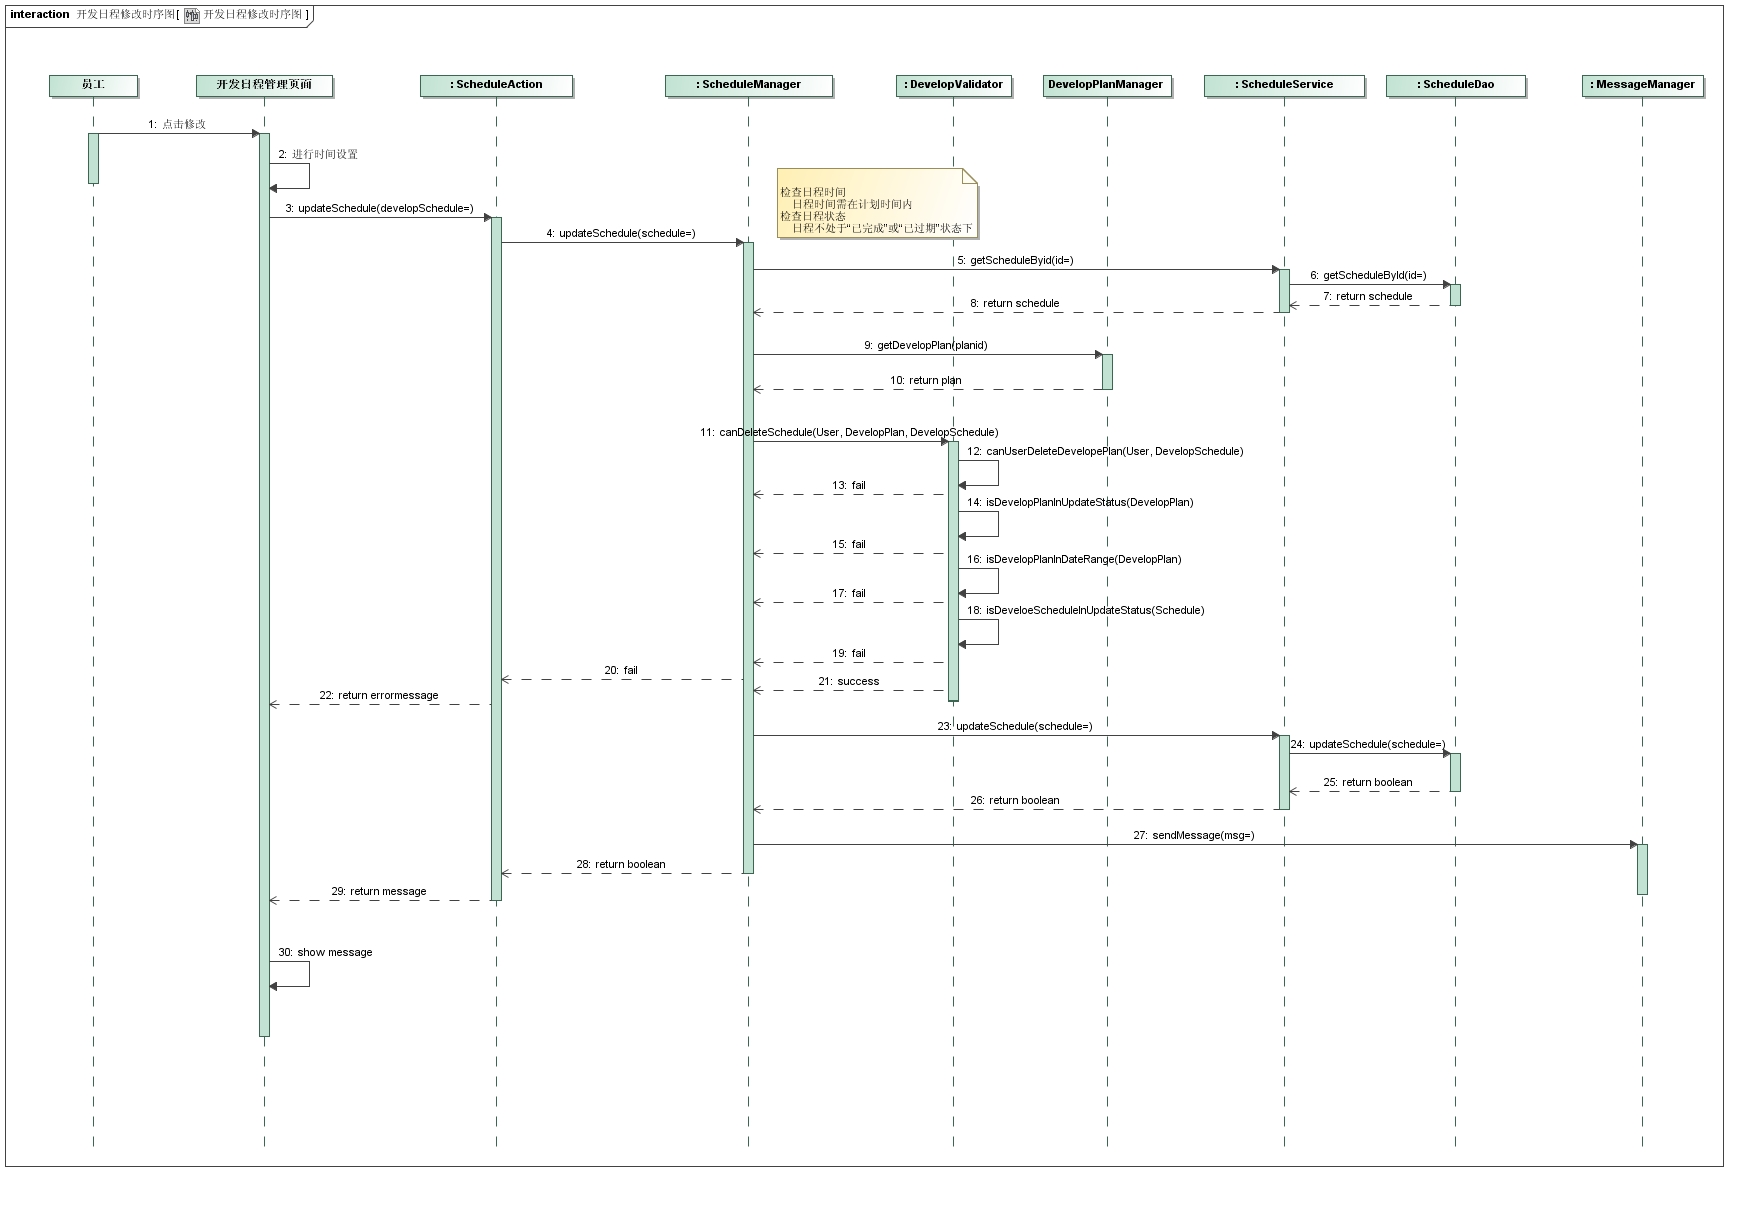 interaction 开发日程修改时序图[ 开发日程修改时序图 ]
员工
开发日程管理页面
: ScheduleAction
: ScheduleManager
: DevelopValidator
DevelopPlanManager
: ScheduleService
: ScheduleDao
: MessageManager
1: 点击修改
2: 进行时间设置
检查日程时间
日程时间需在计划时间内
检查日程状态
日程不处于“已完成”或“已过期”状态下
3: updateSchedule(developSchedule=)
4: updateSchedule(schedule=)
5: getScheduleByid(id=)
6: getScheduleById(id=)
7: return schedule
8: return schedule
9: getDevelopPlan(planid)
10: return plan
11: canDeleteSchedule(User, DevelopPlan, DevelopSchedule)
12: canUserDeleteDevelopePlan(User, DevelopSchedule)
13: fail
14: isDevelopPlanInUpdateStatus(DevelopPlan)
15: fail
16: isDevelopPlanInDateRange(DevelopPlan)
17: fail
18: isDeveloeScheduleInUpdateStatus(Schedule)
19: fail
20: fail
21: success
22: return errormessage
23: updateSchedule(schedule=)
24: updateSchedule(schedule=)
25: return boolean
26: return boolean
27: sendMessage(msg=)
28: return boolean
29: return message
30: show message